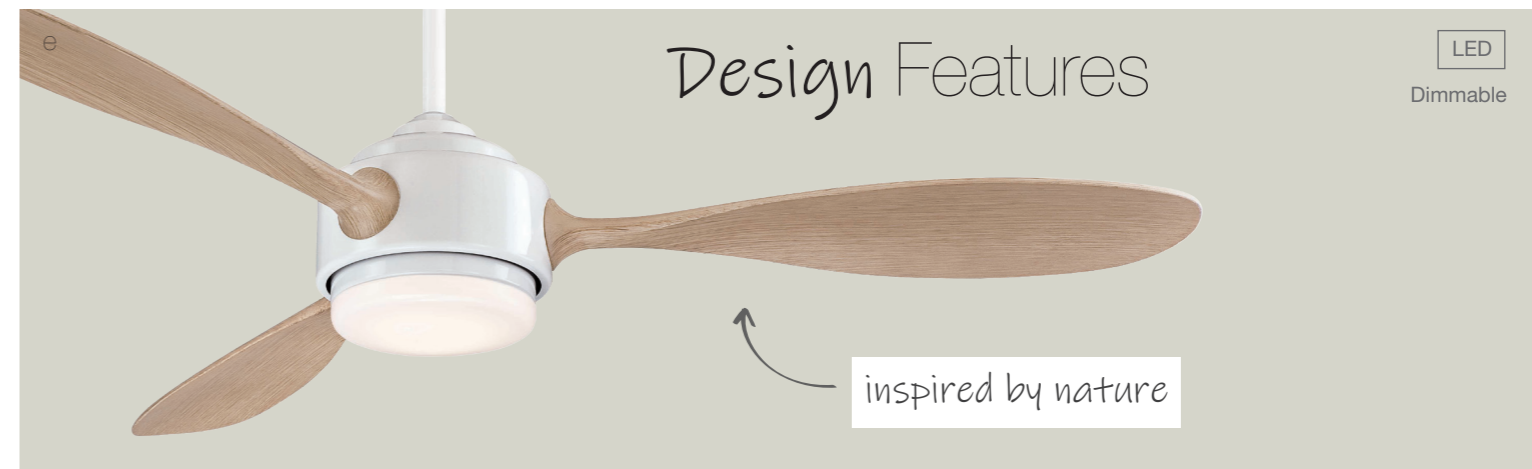 e
Design Features
LED
Dimmable
inspired by nature